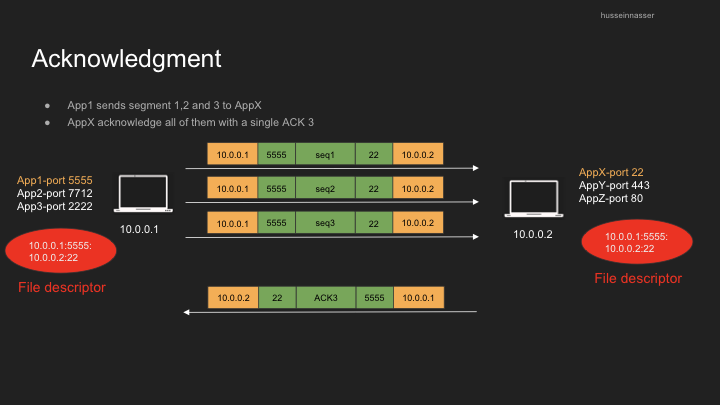 husseinnasser
Acknowledgment
● App1 sends segment 1,2 and 3 to AppX
● AppX acknowledge all of them with a single ACK 3
10.0.0.1 5555 seq1 22 10.0.0.2
10.0.0.1 5555 seq2 22 10.0.0.2
10.0.0.1 5555 seq3 22 10.0.0.2
10.0.0.2 22 ACK3 5555 10.0.0.1
App1-port 5555
App2-port 7712
App3-port 2222
10.0.0.1
10.0.0.1:5555:
10.0.0.2:22
File descriptor
AppX-port 22
AppY-port 443
AppZ-port 80
10.0.0.2
10.0.0.1:5555:
10.0.0.2:22
File descriptor